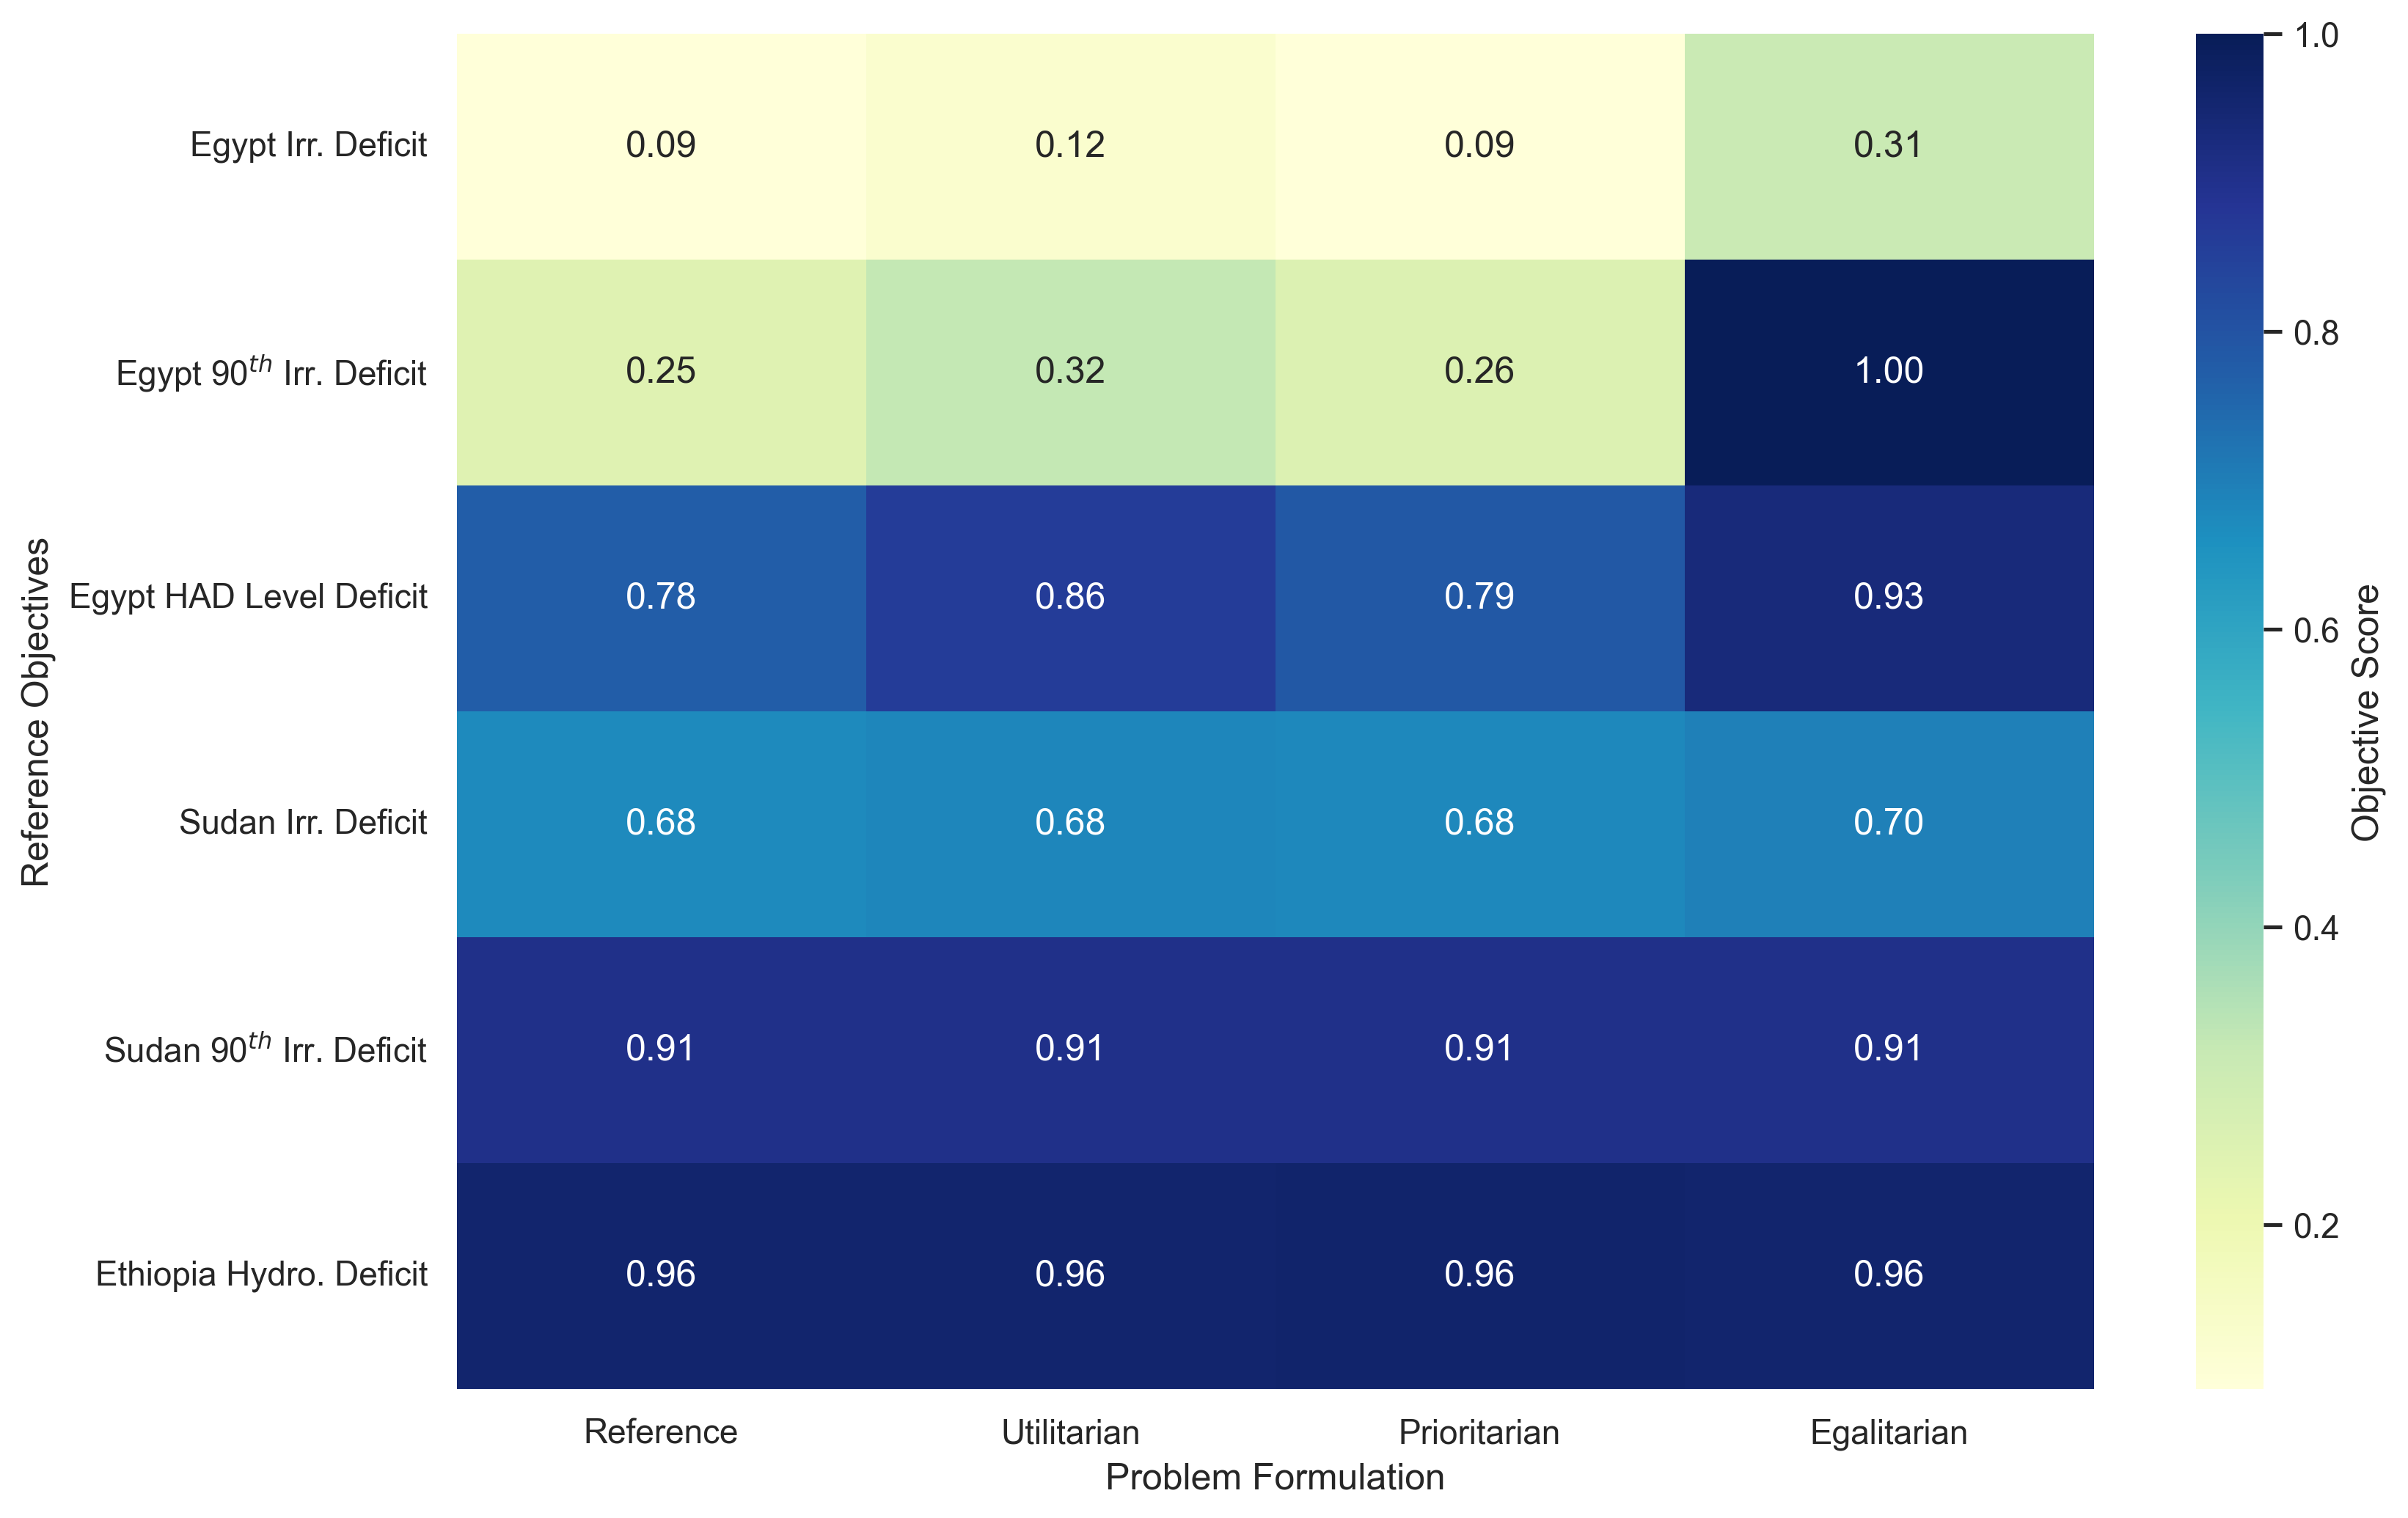 Egypt Irr. Deficit 0.09 0.12 0.09 0.31
Egypt 90th Irr. Deficit 0.25 0.32 0.26 1.00
Egypt HAD Level Deficit 0.78 0.86 0.79 0.93
Sudan Irr. Deficit 0.68 0.68 0.68 0.70
Sudan 90th Irr. Deficit 0.91 0.91 0.91 0.91
Ethiopia Hydro. Deficit 0.96 0.96 0.96 0.96
Reference Utilitarian Prioritarian Egalitarian
Problem Formulation
Reference Objectives
1.0
0.8
0.6
0.4
0.2
Objective Score